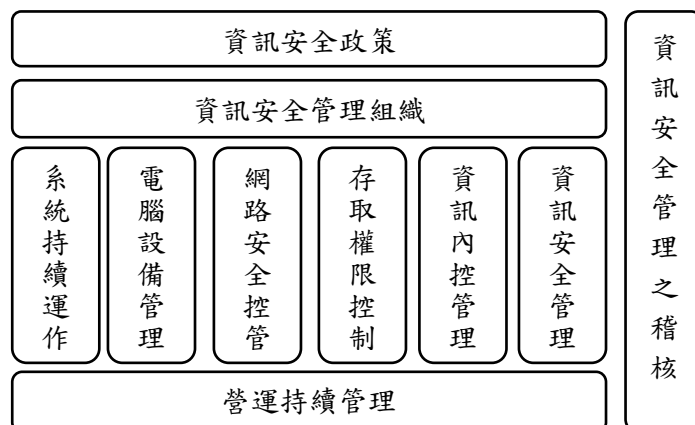 資訊安全政策
資訊安全管理組織
系統持續運作
電腦設備管理
網路安全控管
存取權限控制
資訊內控管理
資訊安全管理
營運持續管理
資訊安全管理之稽核